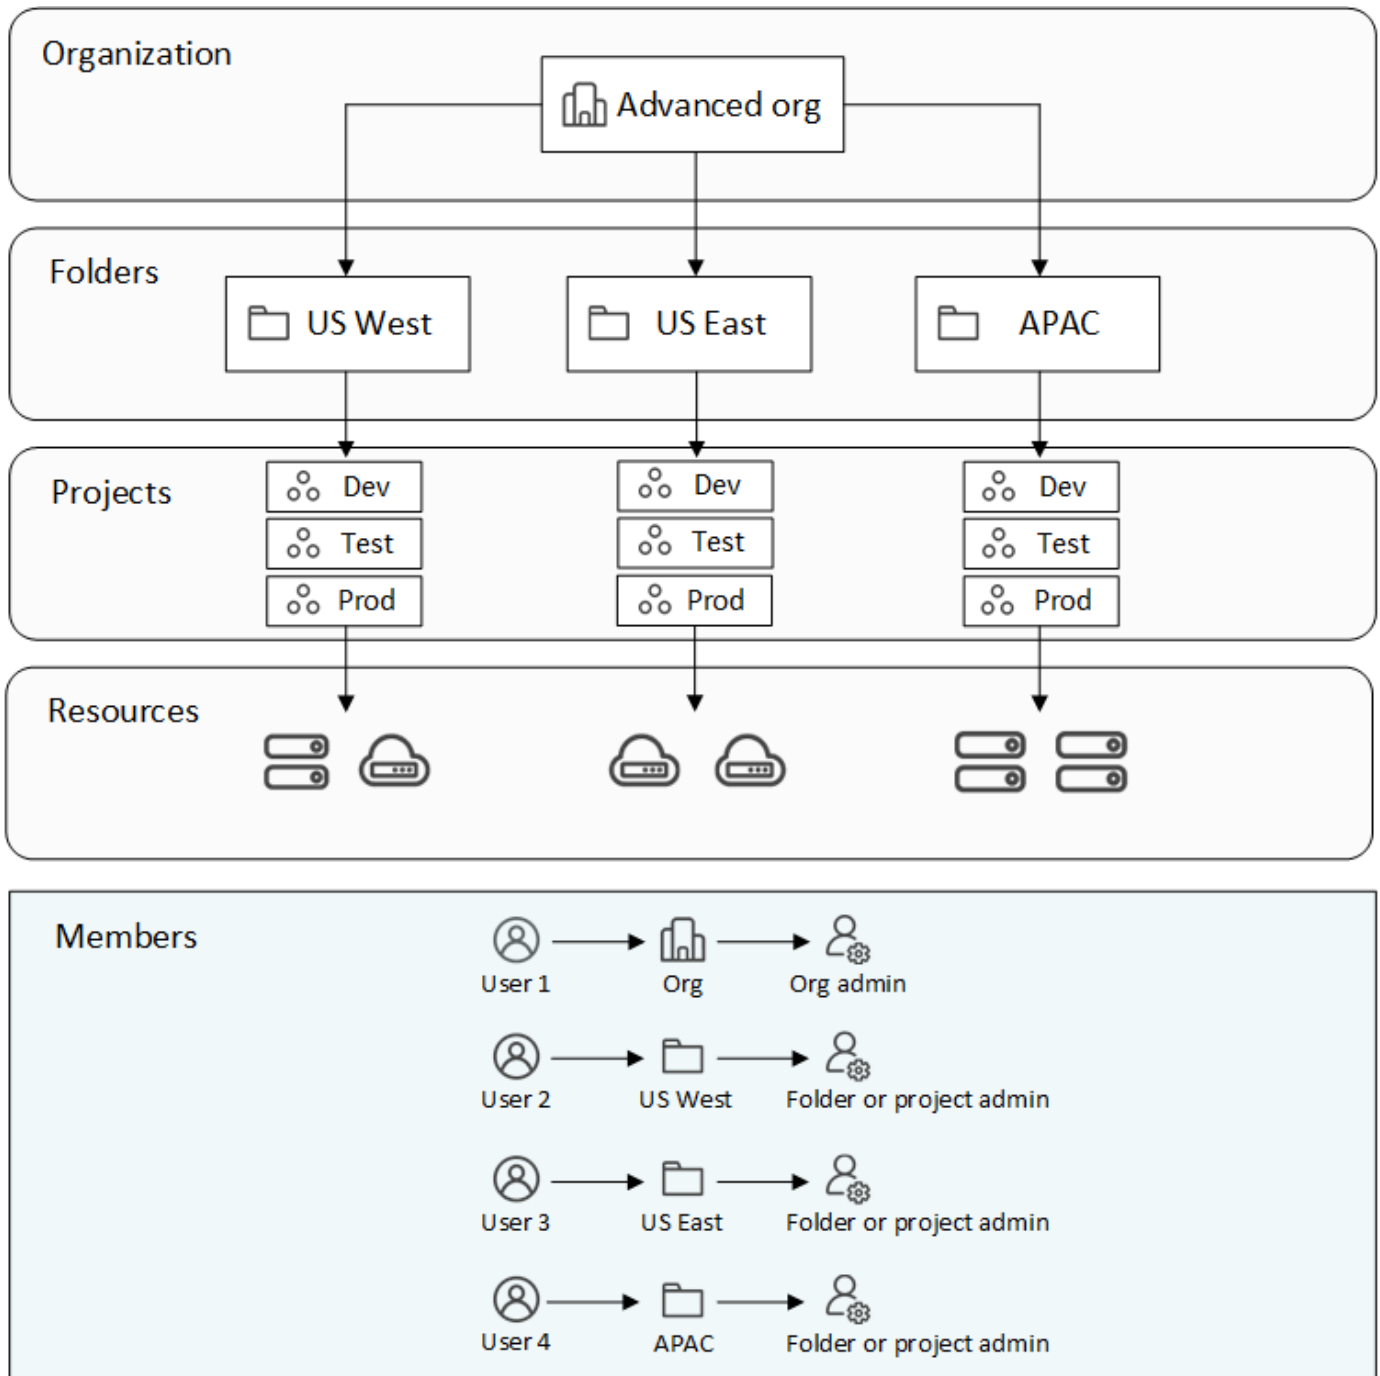 Organization
Advanced org
Folders
US West
US East
APAC
Projects
Dev
Dev
Dev
Test
Test
Test
Prod
Prod
Prod
Resources
Members
User 1
Org
Org admin
User 2
US West
Folder or project admin
User 3
US East
Folder or project admin
User 4
APAC
Folder or project admin